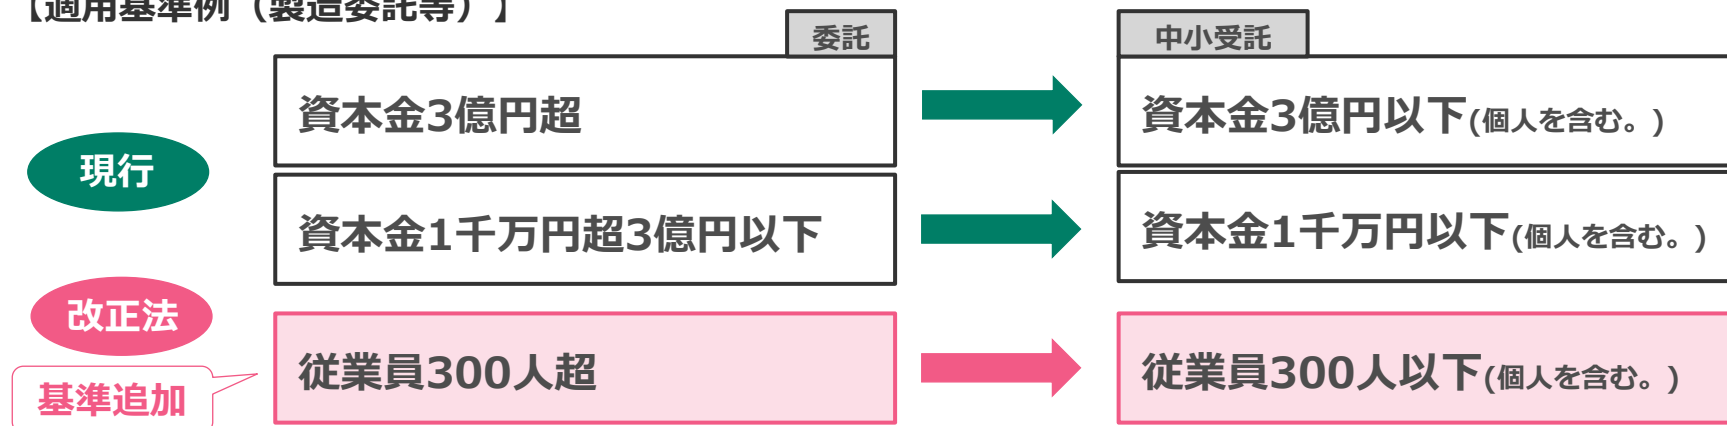 【適用基準例（製造委託等）】
委託
中小受託
現行
資本金3億円超
資本金3億円以下(個人を含む。)
資本金1千万円超3億円以下
資本金1千万円以下(個人を含む。)
改正法
基準追加
従業員300人超
従業員300人以下(個人を含む。)